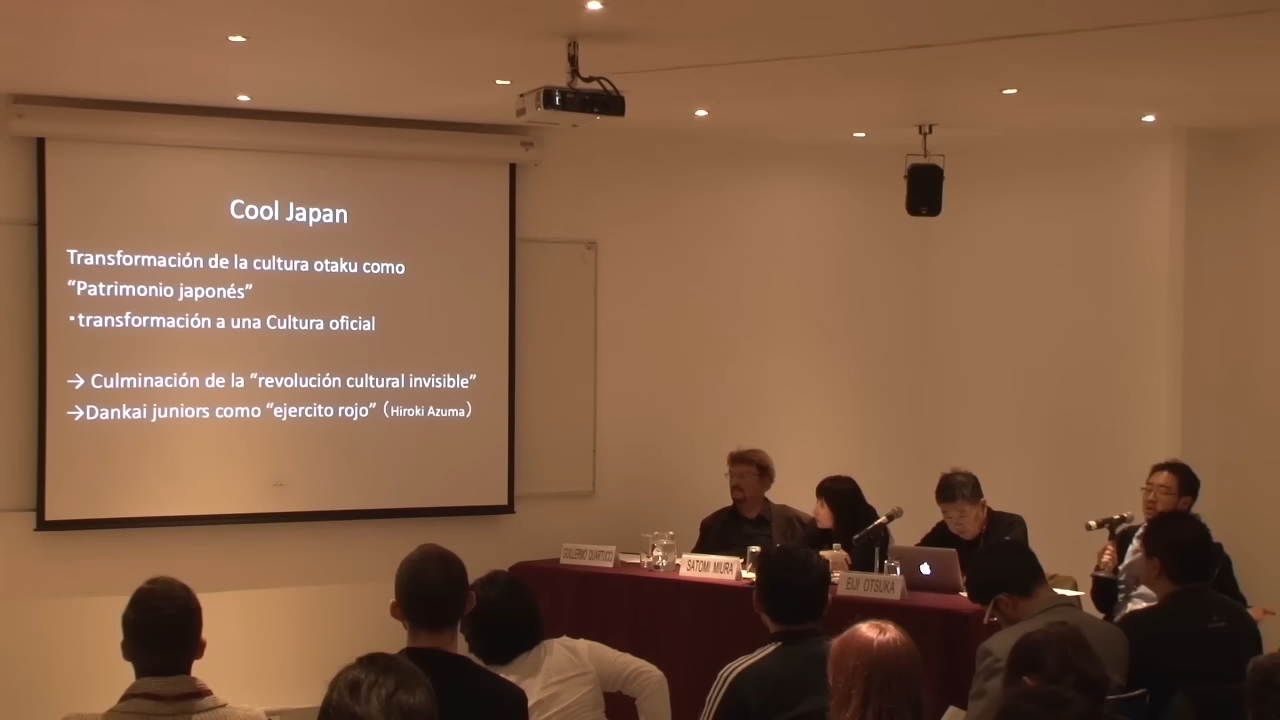 Cool Japan
Transformación de la cultura otaku como
“Patrimonio japonés”
・transformación a una Cultura oficial
→ Culminación de la “revolución cultural invisible”
→Dankai juniors como “ejercito rojo” (Hiroki Azuma)
GUILLERMO QUARTUCCI
SATOMI MIURA
EIJI OTSUKA